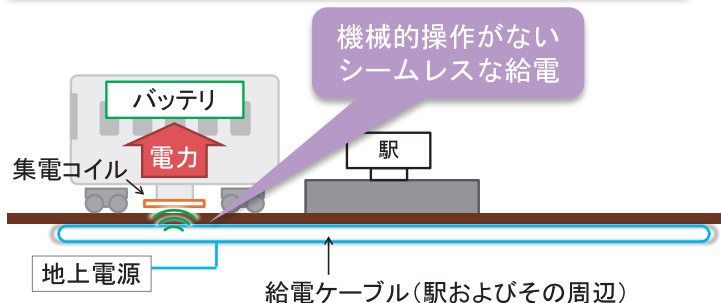 機械的操作がない
シームレスな給電
バッテリ
電力
集電コイル
駅
地上電源
給電ケーブル(駅およびその周辺)